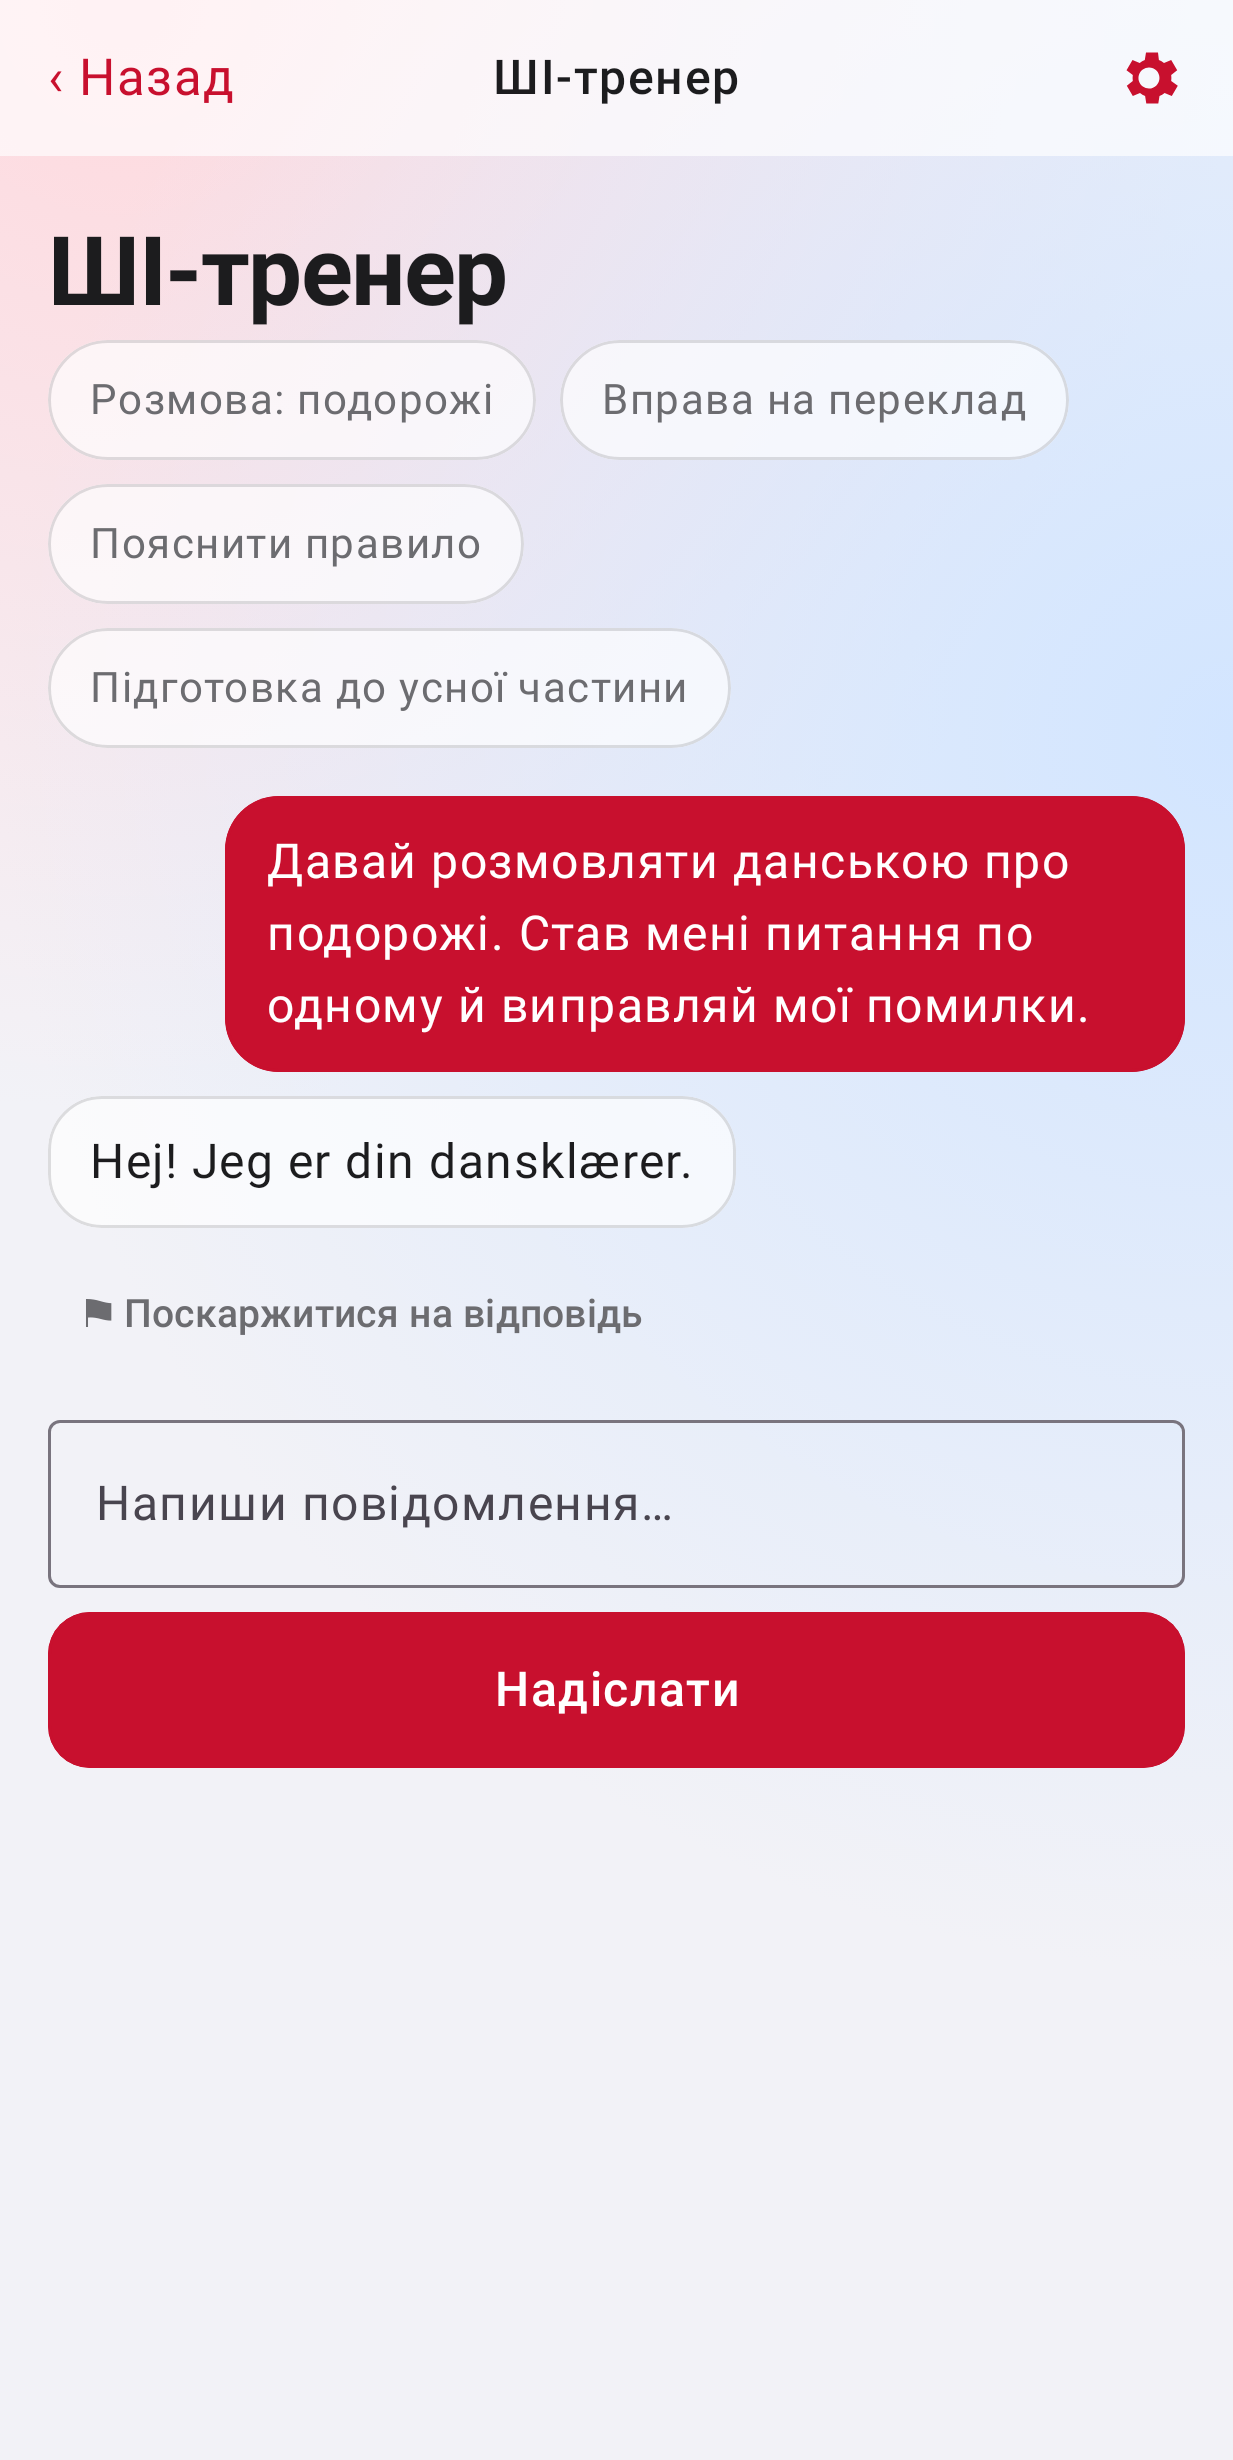 ‹ Назад
ШІ-тренер
ШІ-тренер
Розмова: подорожі
Вправа на переклад
Пояснити правило
Підготовка до усної частини
Давай розмовляти данською про
подорожі. Став мені питання по
одному й виправляй мої помилки.
Hej! Jeg er din dansklærer.
Поскаржитися на відповідь
Напиши повідомлення…
Надіслати